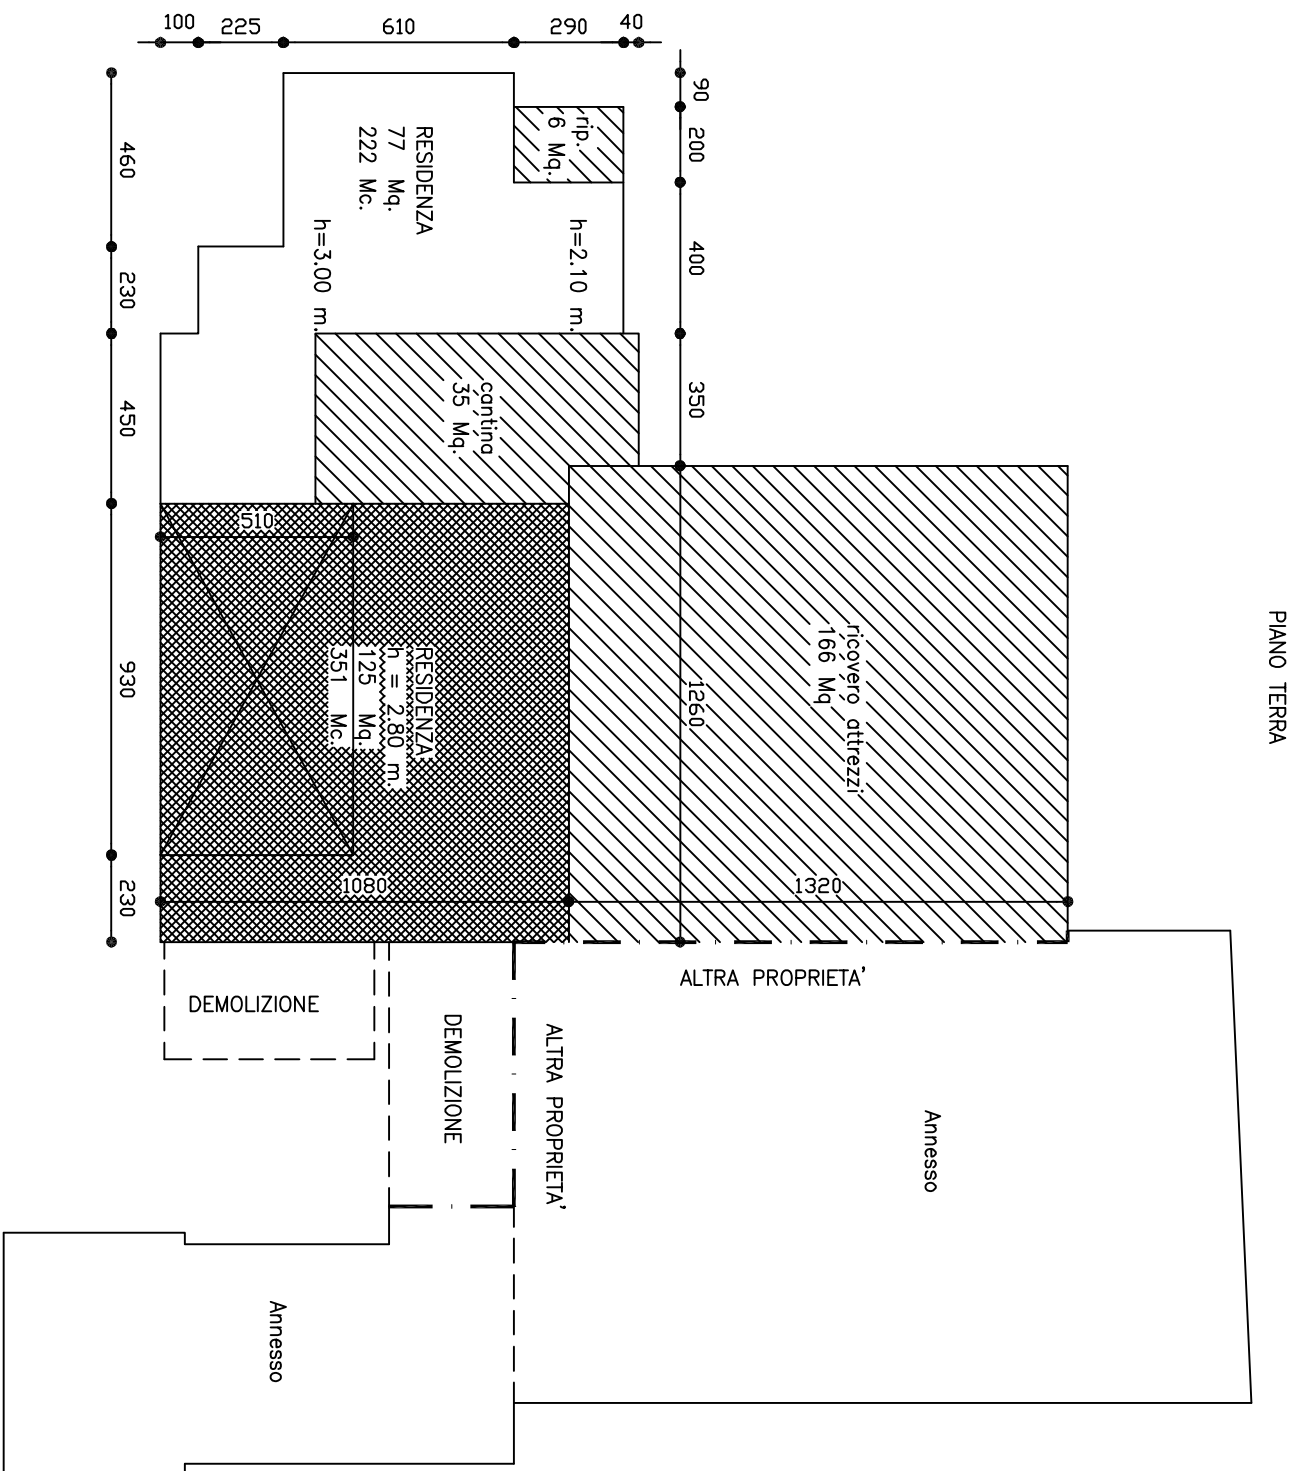 PIANO TERRA
100
225
610
290
40
90
200
400
350
1260
460
230
450
930
230
rip.
6 Mq.
RESIDENZA
77 Mq.
222 Mc.
h=3.00 m.
h=2.10 m.
cantina
35 Mq.
510
RESIDENZA
h = 2.80 m.
125 Mq.
351 Mc.
1080
ricovero attrezzi
166 Mq
1320
ALTRA PROPRIETA'
DEMOLIZIONE
DEMOLIZIONE
ALTRA PROPRIETA'
Annesso
Annesso